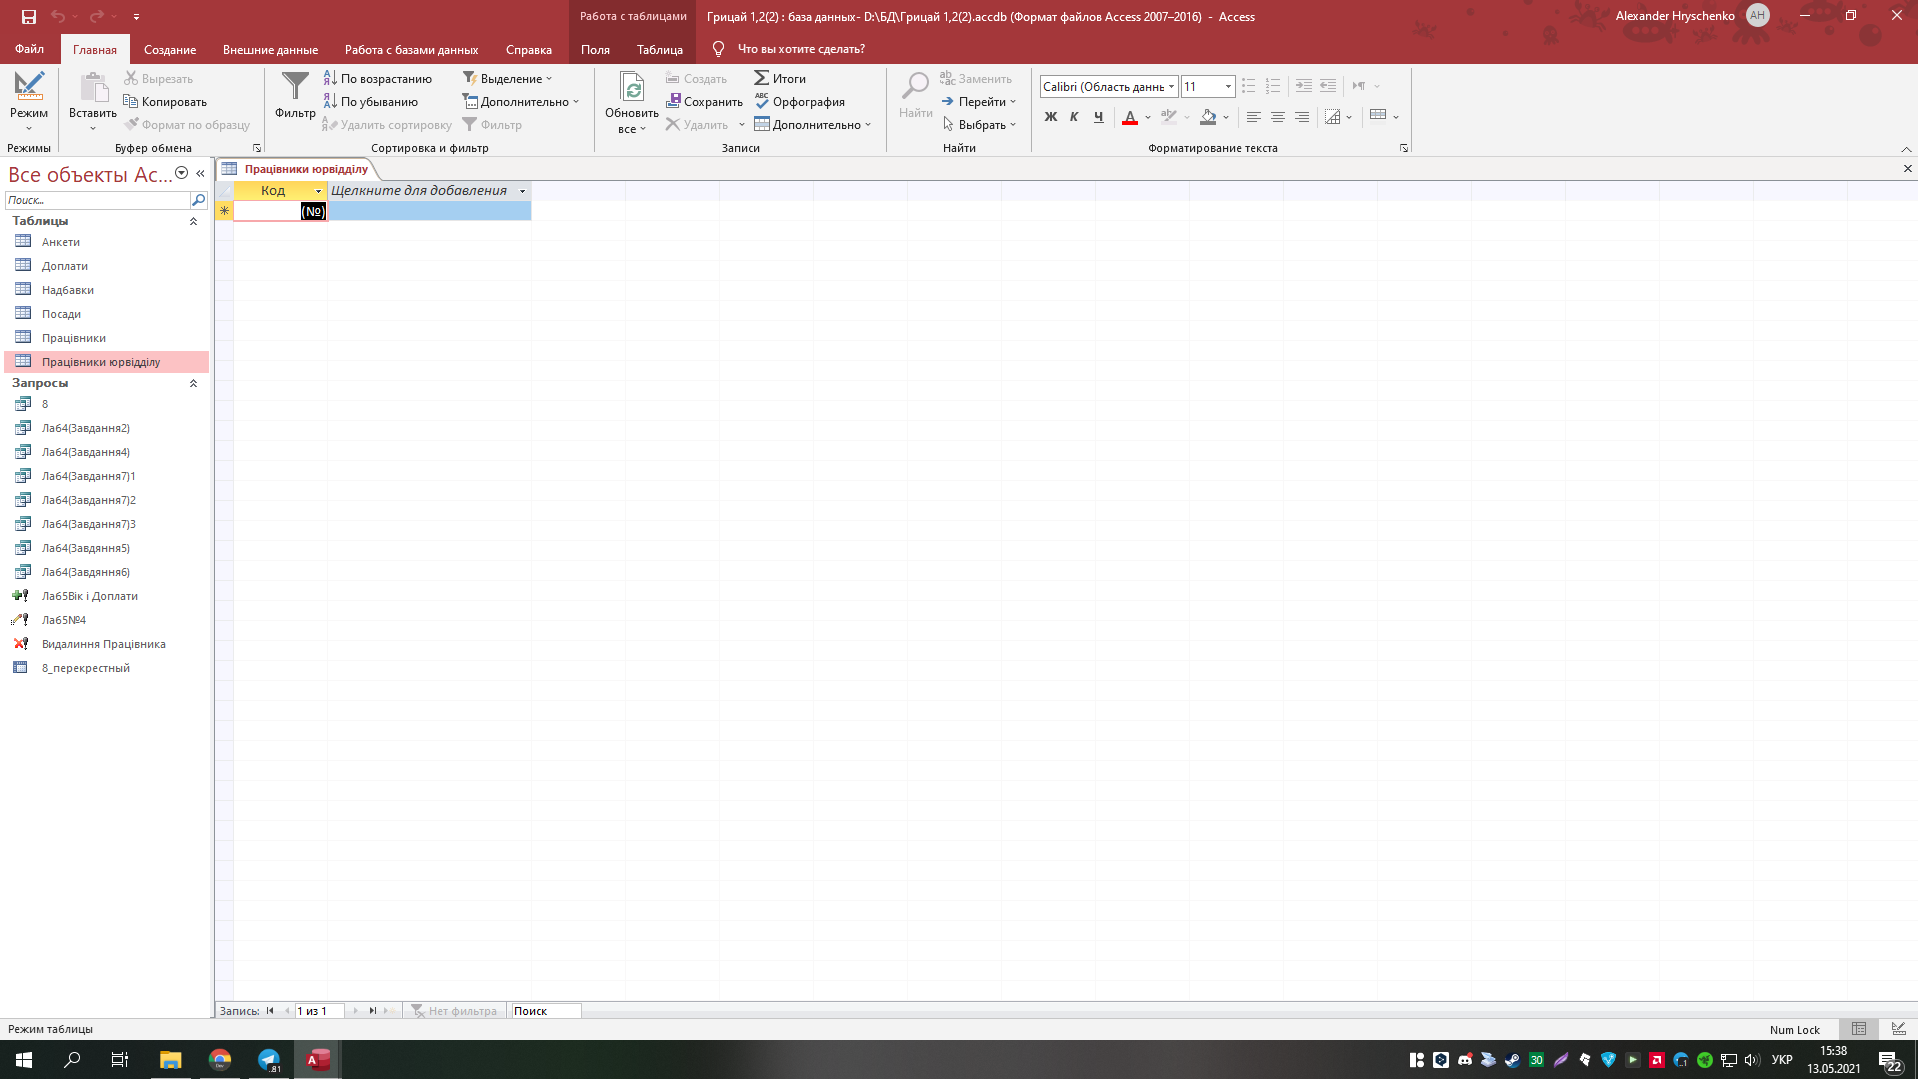 Работа с таблицами
Грицай 1,2(2) : база данных- D:\БД\Грицай 1,2(2).accdb (Формат файлов Access 2007–2016) - Access
Alexander Hryschenko
AH
Файл
Главная
Создание
Внешние данные
Работа с базами данных
Справка
Поля
Таблица
Что вы хотите сделать?
Режим
Режимы
Вставить
Вырезать
Копировать
Формат по образцу
Буфер обмена
Фильтр
По возрастанию
По убыванию
Удалить сортировку
Выделение
Дополнительно
Фильтр
Сортировка и фильтр
Обновить
все
Создать
Сохранить
Удалить
Итоги
Орфография
Дополнительно
Записи
Найти
Заменить
Перейти
Выбрать
Найти
Calibri (Область данны
11
Ж К Ч
Форматирование текста
Все объекты Ac...
Поиск...
Таблицы
Анкети
Доплати
Надбавки
Посади
Працівники
Працівники юрвідділу
Запросы
8
Лаб4(Завдання2)
Лаб4(Завдання4)
Лаб4(Завдання7)1
Лаб4(Завдання7)2
Лаб4(Завдання7)3
Лаб4(Завдяння5)
Лаб4(Завдяння6)
Лаб5Вік і Доплати
Лаб5№4
Видалиння Працівника
8_перекрестный
Працівники юрвідділу
Код
Щелкните для добавления
(№)
Запись:
1 из 1
Нет фильтра
Поиск
Режим таблицы
Num Lock
.81
30
УКР
15:38
13.05.2021
22